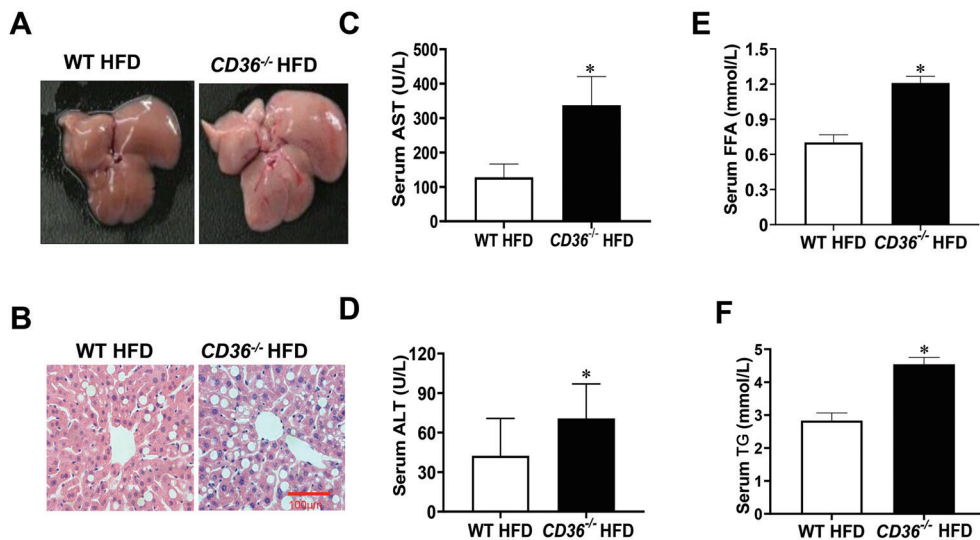 A
WT HFD
CD36-/- HFD
B
WT HFD
CD36-/- HFD
100μm
C
Serum AST (U/L)
500
400
300
200
100
0
*
WT HFD
CD36-/- HFD
D
Serum ALT (U/L)
120
90
60
30
0
*
WT HFD
CD36-/- HFD
E
Serum FFA (mmol/L)
1.5
1.2
0.9
0.6
0.3
0
*
WT HFD
CD36-/- HFD
F
Serum TG (mmol/L)
5
4
3
2
1
0
*
WT HFD
CD36-/- HFD